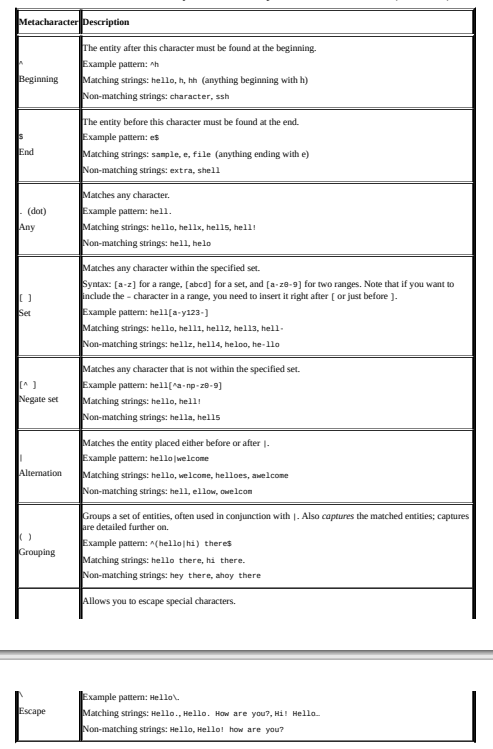 Metacharacter Description
^
Beginning
The entity after this character must be found at the beginning.
Example pattern: ^h
Matching strings: hello, h, hh (anything beginning with h)
Non-matching strings: character, ssh
$
End
The entity before this character must be found at the end.
Example pattern: e$
Matching strings: sample, e, file (anything ending with e)
Non-matching strings: extra, shell
. (dot)
Any
Matches any character.
Example pattern: hell.
Matching strings: hello, hellx, hell5, hell!
Non-matching strings: hell, helo
[ ]
Set
Matches any character within the specified set.
Syntax: [a-z] for a range, [abcd] for a set, and [a-z0-9] for two ranges. Note that if you want to
include the – character in a range, you need to insert it right after [ or just before ].
Example pattern: hell[a-y123-]
Matching strings: hello, hell1, hell2, hell3, hell-
Non-matching strings: hellz, hell4, heloo, he-llo
[^ ]
Negate set
Matches any character that is not within the specified set.
Example pattern: hell[^a-np-z0-9]
Matching strings: hello, hell!
Non-matching strings: hella, hell5
|
Alternation
Matches the entity placed either before or after |.
Example pattern: hello|welcome
Matching strings: hello, welcome, helloes, awelcome
Non-matching strings: hell, ellow, owelcom
( )
Grouping
Groups a set of entities, often used in conjunction with |. Also captures the matched entities; captures
are detailed further on.
Example pattern: ^(hello|hi) there$
Matching strings: hello there, hi there.
Non-matching strings: hey there, ahoy there
Allows you to escape special characters.
\
Escape
Example pattern: Hello\.
Matching strings: Hello., Hello. How are you?, Hi! Hello…
Non-matching strings: Hello, Hello! how are you?